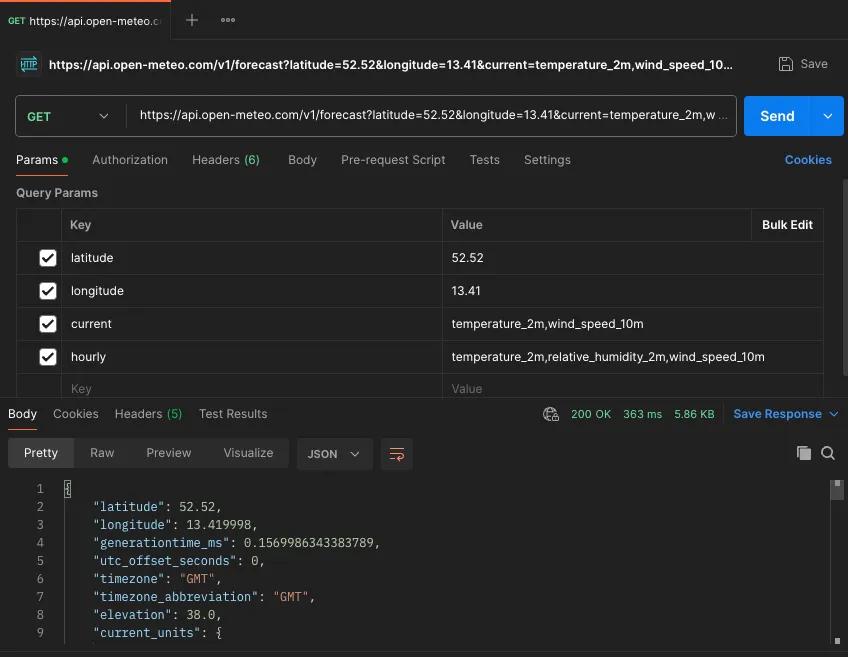 GET https://api.open-meteo.c
HTTP https://api.open-meteo.com/v1/forecast?latitude=52.52&longitude=13.41&current=temperature_2m,wind_speed_10... Save
GET https://api.open-meteo.com/v1/forecast?latitude=52.52&longitude=13.41&current=temperature_2m,w ... Send
Params Authorization Headers (6) Body Pre-request Script Tests Settings Cookies
Query Params
Key Value Bulk Edit
latitude 52.52
longitude 13.41
current temperature_2m,wind_speed_10m
hourly temperature_2m,relative_humidity_2m,wind_speed_10m
Key Value
Body Cookies Headers (5) Test Results 200 OK 363 ms 5.86 KB Save Response
Pretty Raw Preview Visualize JSON
1 {
2 "latitude": 52.52,
3 "longitude": 13.419998,
4 "generationtime_ms": 0.1569986343383789,
5 "utc_offset_seconds": 0,
6 "timezone": "GMT",
7 "timezone_abbreviation": "GMT",
8 "elevation": 38.0,
9 "current_units": {